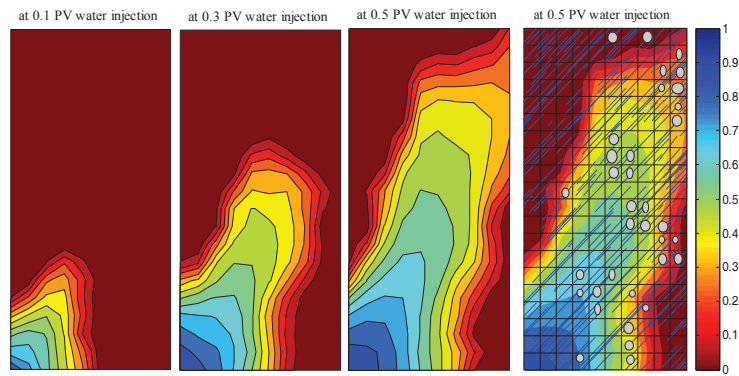 at 0.1 PV water injection
at 0.3 PV water injection
at 0.5 PV water injection
at 0.5 PV water injection
1
0.9
0.8
0.7
0.6
0.5
0.4
0.3
0.2
0.1
0